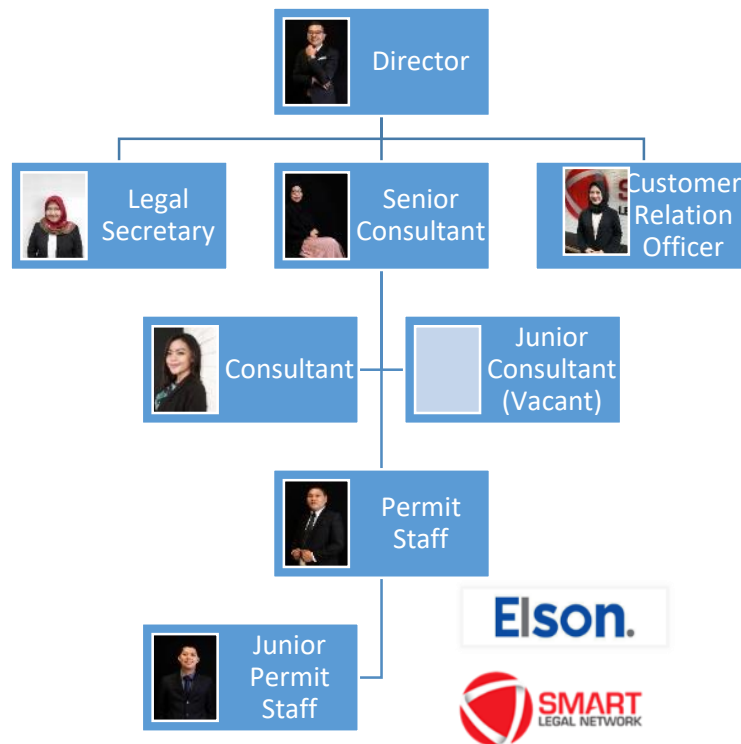 Director
Legal
Secretary
Senior
Consultant
Customer
Relation
Officer
Consultant
Junior
Consultant
(Vacant)
Permit
Staff
Junior
Permit
Staff
Elson.
SMART
LEGAL NETWORK